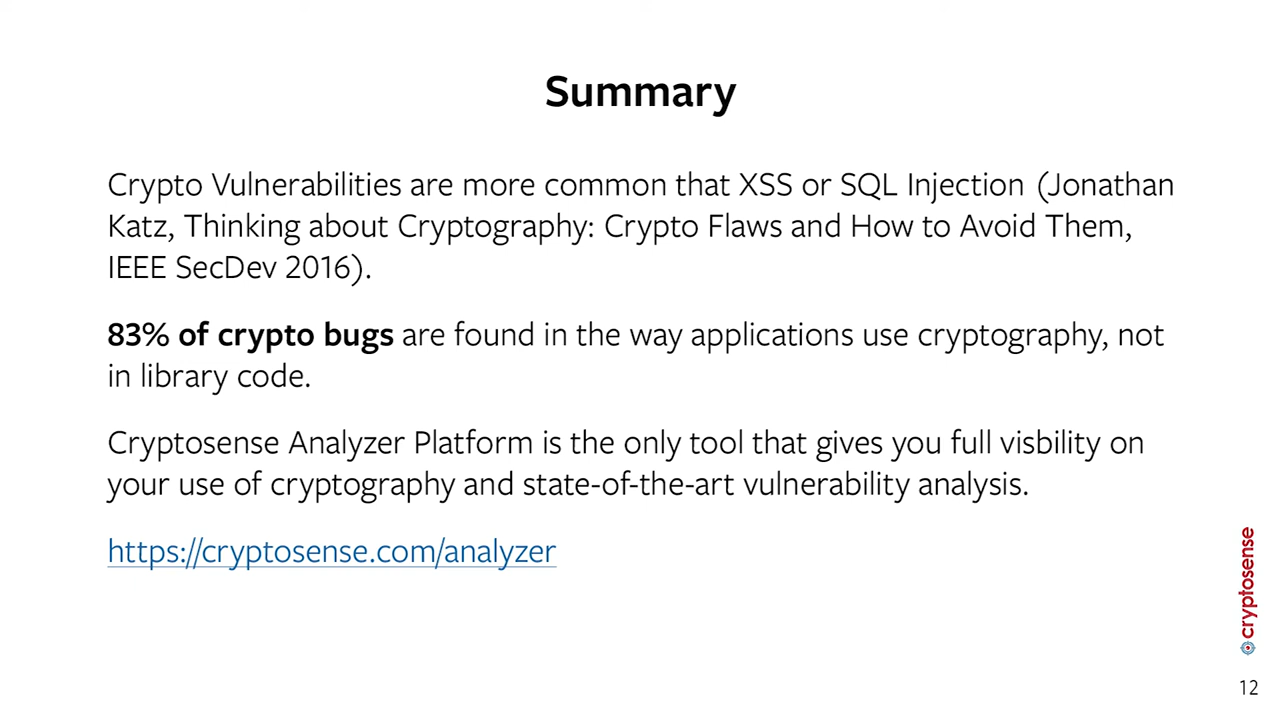 Summary
Crypto Vulnerabilities are more common that XSS or SQL Injection (Jonathan
Katz, Thinking about Cryptography: Crypto Flaws and How to Avoid Them,
IEEE SecDev 2016).
83% of crypto bugs are found in the way applications use cryptography, not
in library code.
Cryptosense Analyzer Platform is the only tool that gives you full visbility on
your use of cryptography and state-of-the-art vulnerability analysis.
https://cryptosense.com/analyzer
cryptosense
12